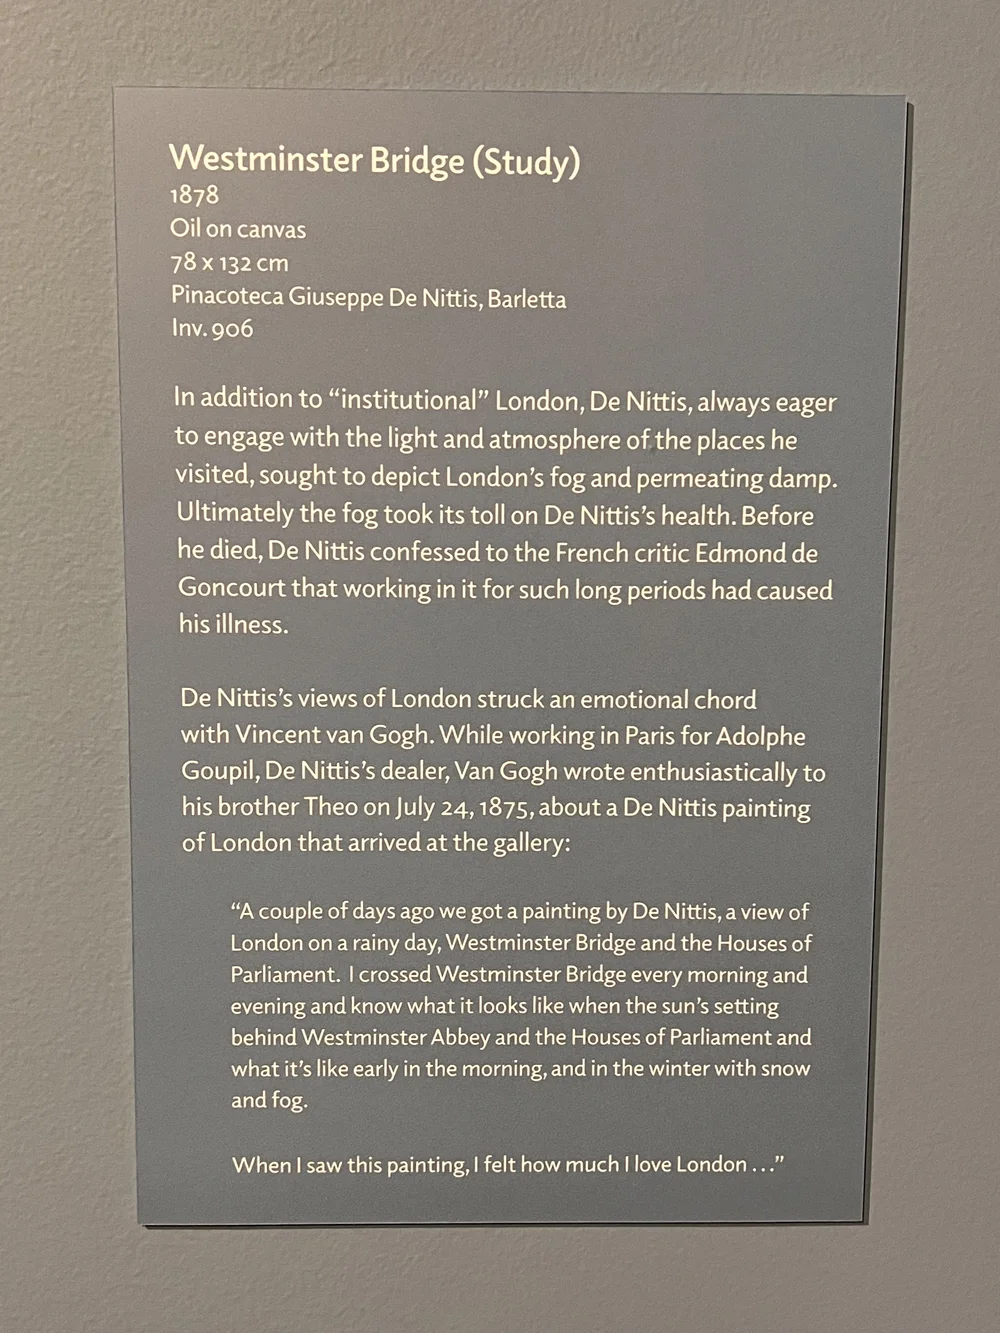 Westminster Bridge (Study)
1878
Oil on canvas
78 x 132 cm
Pinacoteca Giuseppe De Nittis, Barletta
Inv. 906
In addition to “institutional” London, De Nittis, always eager
to engage with the light and atmosphere of the places he
visited, sought to depict London’s fog and permeating damp.
Ultimately the fog took its toll on De Nittis’s health. Before
he died, De Nittis confessed to the French critic Edmond de
Goncourt that working in it for such long periods had caused
his illness.
De Nittis’s views of London struck an emotional chord
with Vincent van Gogh. While working in Paris for Adolphe
Goupil, De Nittis’s dealer, Van Gogh wrote enthusiastically to
his brother Theo on July 24, 1875, about a De Nittis painting
of London that arrived at the gallery:
“A couple of days ago we got a painting by De Nittis, a view of
London on a rainy day, Westminster Bridge and the Houses of
Parliament. I crossed Westminster Bridge every morning and
evening and know what it looks like when the sun’s setting
behind Westminster Abbey and the Houses of Parliament and
what it’s like early in the morning, and in the winter with snow
and fog.
When I saw this painting, I felt how much I love London . . .”